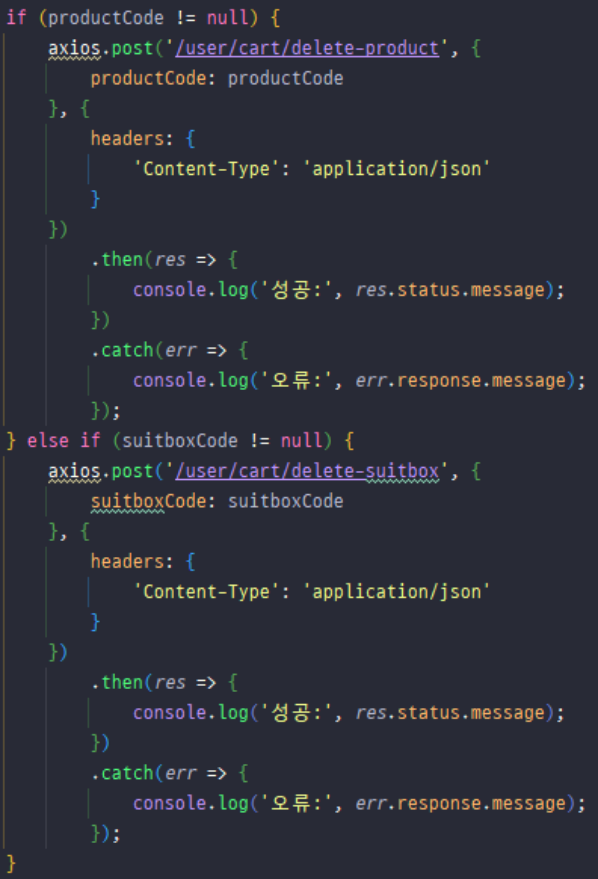 if (productCode != null) {
axios.post('/user/cart/delete-product', {
productCode: productCode
}, {
headers: {
'Content-Type': 'application/json'
}
})
.then(res => {
console.log('성공:', res.status.message);
})
.catch(err => {
console.log('오류:', err.response.message);
});
} else if (suitboxCode != null) {
axios.post('/user/cart/delete-suitbox', {
suitboxCode: suitboxCode
}, {
headers: {
'Content-Type': 'application/json'
}
})
.then(res => {
console.log('성공:', res.status.message);
})
.catch(err => {
console.log('오류:', err.response.message);
});
}